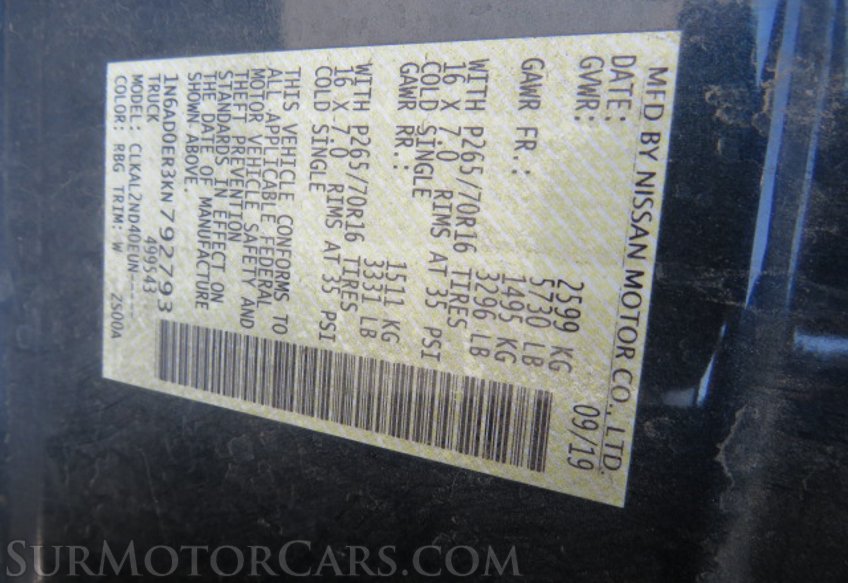 MFD BY NISSAN MOTOR CO., LTD.
DATE: 09/19
GVWR: 2599 KG
5730 LB
GAWR FR.: 1495 KG
3296 LB
WITH P265/70R16 TIRES
16 X 7.0 RIMS AT 35 PSI
COLD SINGLE
GAWR RR.: 1511 KG
3331 LB
WITH P265/70R16 TIRES
16 X 7.0 RIMS AT 35 PSI
COLD SINGLE
THIS VEHICLE CONFORMS TO
ALL APPLICABLE FEDERAL
MOTOR VEHICLE SAFETY AND
THEFT PREVENTION
STANDARDS IN EFFECT ON
THE DATE OF MANUFACTURE
SHOWN ABOVE.
1N6AD0ER3KN792793
TRUCK 499543
MODEL: CLKAL2ND4DEUN-----
COLOR: RBG TRIM: W 2S00A
SURMOTORCARS.COM